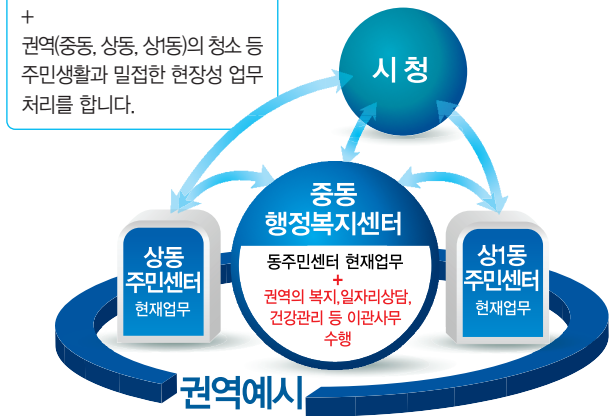 +
권역(중동, 상동, 상1동)의 청소 등
주민생활과 밀접한 현장성 업무
처리를 합니다.
시청
중동
행정복지센터
동주민센터 현재업무
+
권역의 복지,일자리상담,
건강관리 등 이관사무
수행
상동
주민센터
현재업무
상1동
주민센터
현재업무
권역예시